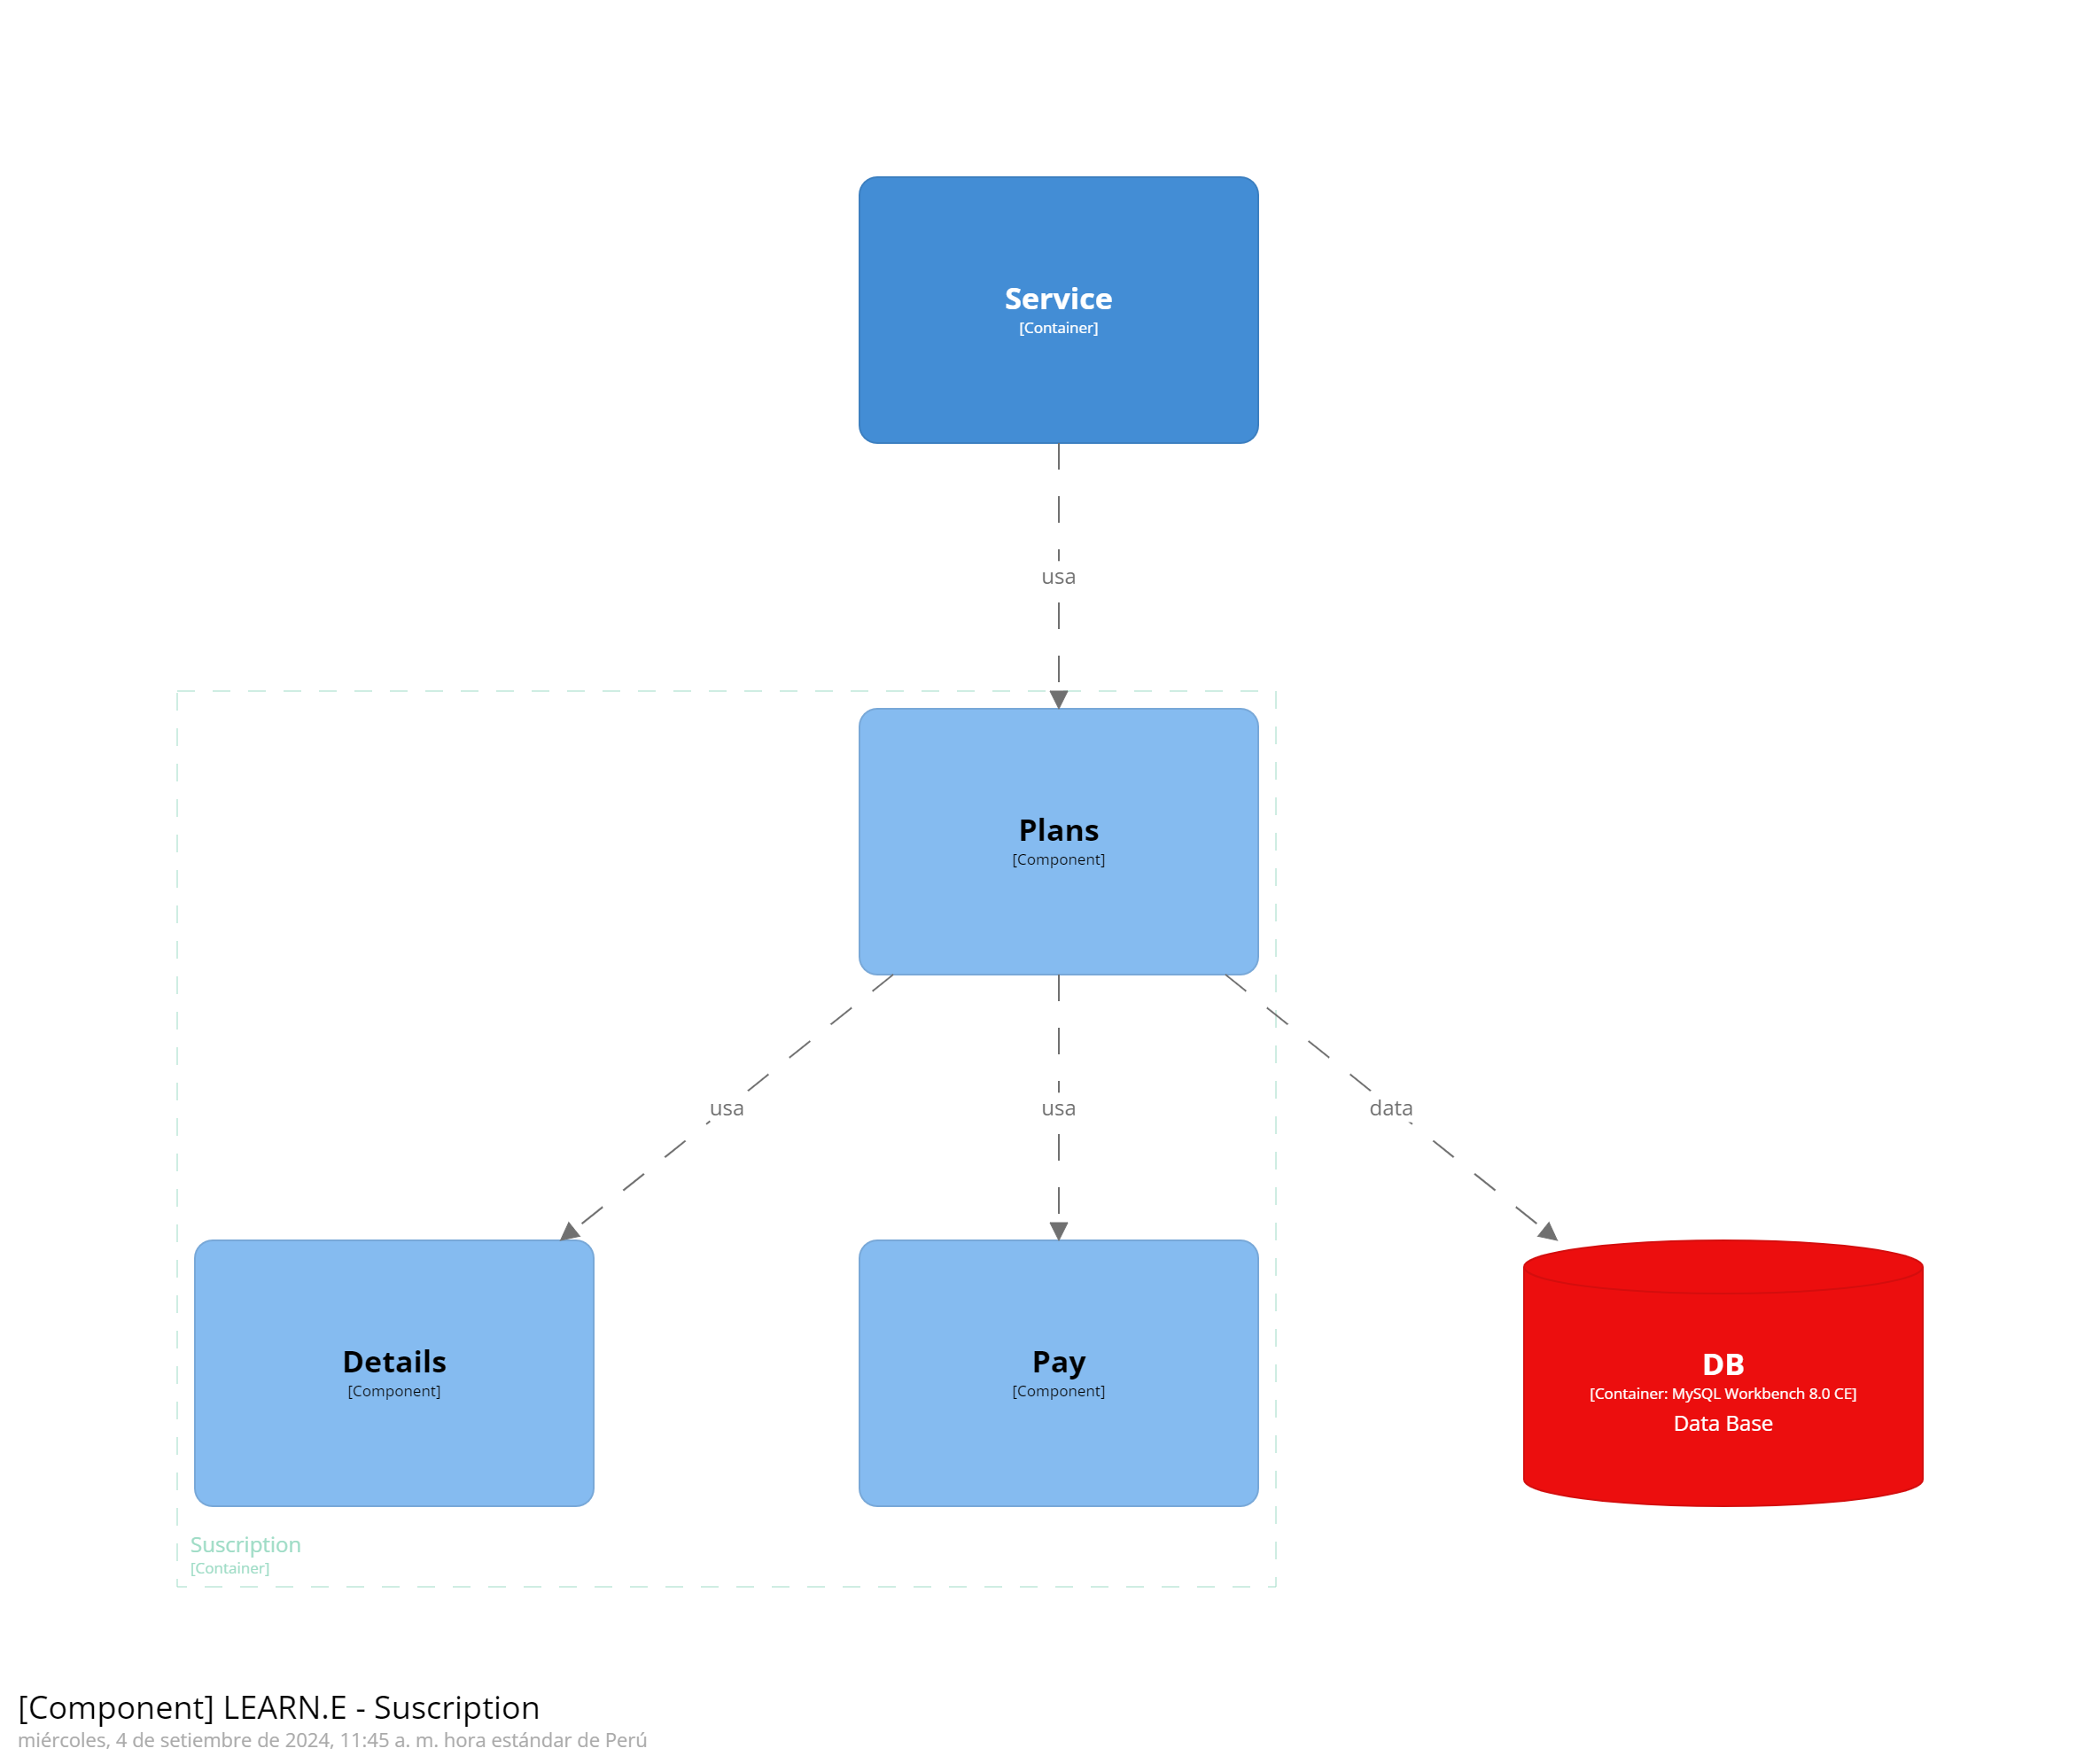 Service
[Container]
usa
Plans
[Component]
usa
usa
data
Details
[Component]
Pay
[Component]
DB
[Container: MySQL Workbench 8.0 CE]
Data Base
Suscription
[Container]
[Component] LEARN.E - Suscription
miércoles, 4 de setiembre de 2024, 11:45 a. m. hora estándar de Perú